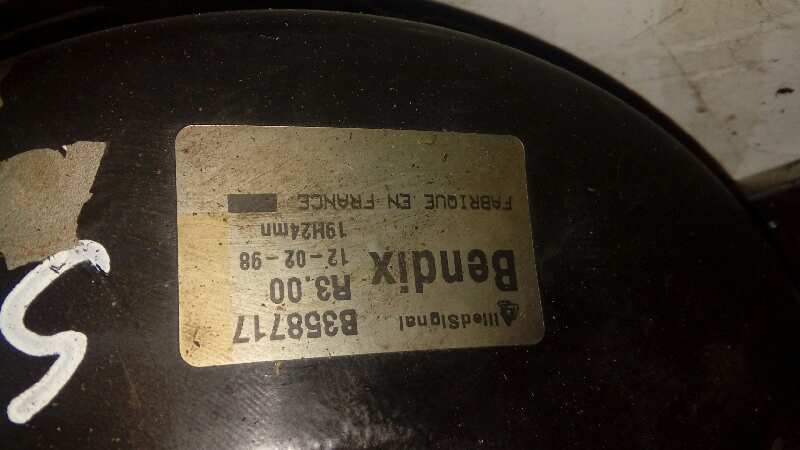 AlliedSignal B358717
Bendix R3.00
12-02-98
19H24mn
FABRIQUE EN FRANCE
S